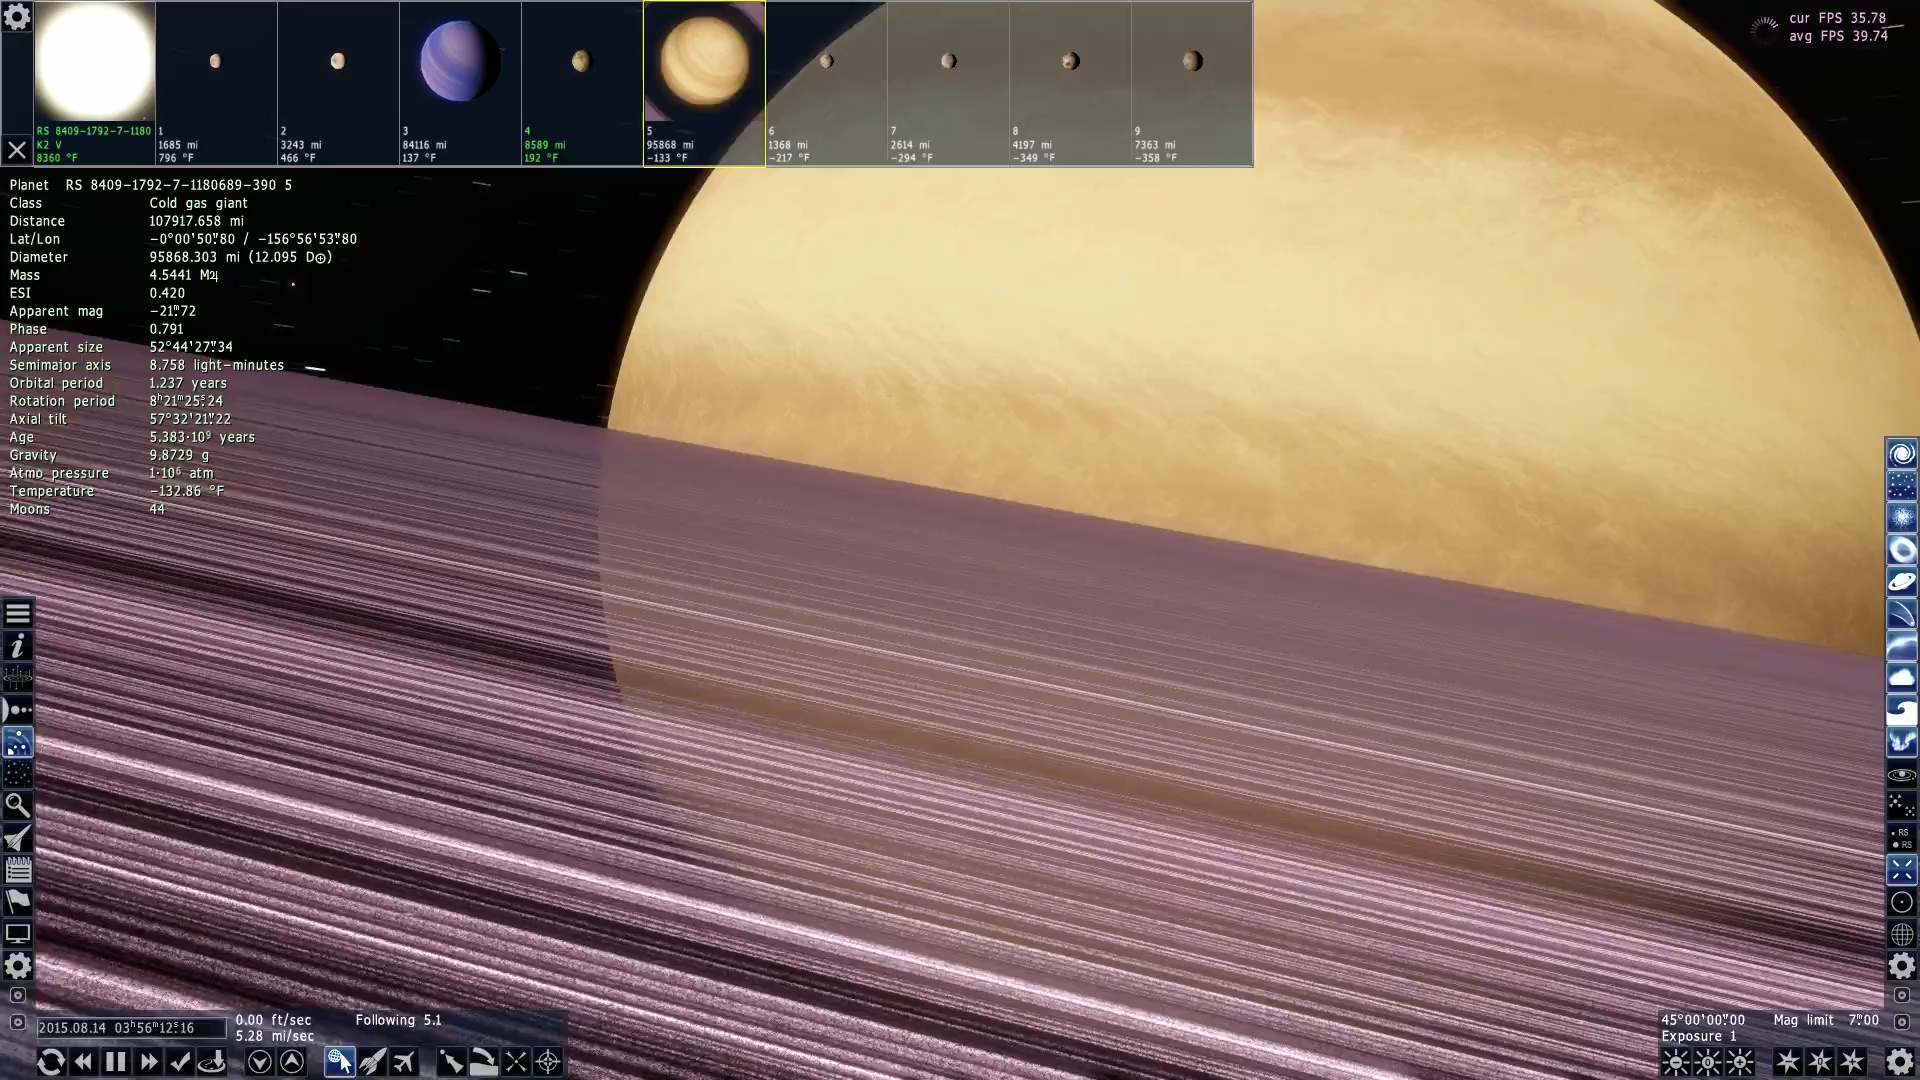 cur FPS 35.78
avg FPS 39.74
RS 8409-1792-7-1180
K2 V
8360 °F
1
1685 mi
796 °F
2
3243 mi
466 °F
3
84116 mi
137 °F
4
8589 mi
192 °F
5
95868 mi
-133 °F
6
1368 mi
-217 °F
7
2614 mi
-294 °F
8
4197 mi
-349 °F
9
7363 mi
-358 °F
Planet RS 8409-1792-7-1180689-390 5
Class Cold gas giant
Distance 107917.658 mi
Lat/Lon -0°00'50"80 / -156°56'53"80
Diameter 95868.303 mi (12.095 D⊕)
Mass 4.5441 M♃
ESI 0.420
Apparent mag -21ᵐ72
Phase 0.791
Apparent size 52°44'27"34
Semimajor axis 8.758 light-minutes
Orbital period 1.237 years
Rotation period 8ʰ21ᵐ25ˢ24
Axial tilt 57°32'21"22
Age 5.383·10⁹ years
Gravity 9.8729 g
Atmo pressure 1·10⁶ atm
Temperature -132.86 °F
Moons 44
RS
RS
2015.08.14 03ʰ56ᵐ12ˢ16
0.00 ft/sec
5.28 mi/sec
Following 5.1
45°00'00"00 Mag limit 7ᵐ00
Exposure 1